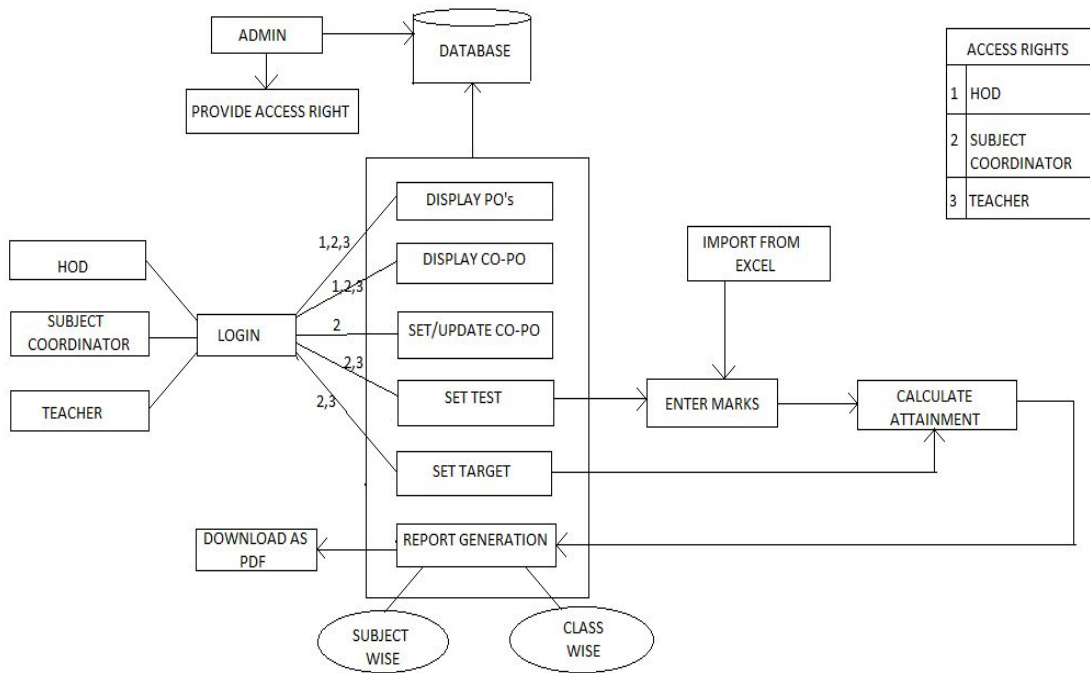 ADMIN
DATABASE
PROVIDE ACCESS RIGHT
ACCESS RIGHTS
1 HOD
2 SUBJECT
COORDINATOR
3 TEACHER
DISPLAY PO's
1,2,3
DISPLAY CO-PO
1,2,3
IMPORT FROM
EXCEL
HOD
SUBJECT
COORDINATOR
TEACHER
LOGIN
2
SET/UPDATE CO-PO
2,3
SET TEST
ENTER MARKS
CALCULATE
ATTAINMENT
2,3
SET TARGET
REPORT GENERATION
DOWNLOAD AS
PDF
SUBJECT
WISE
CLASS
WISE